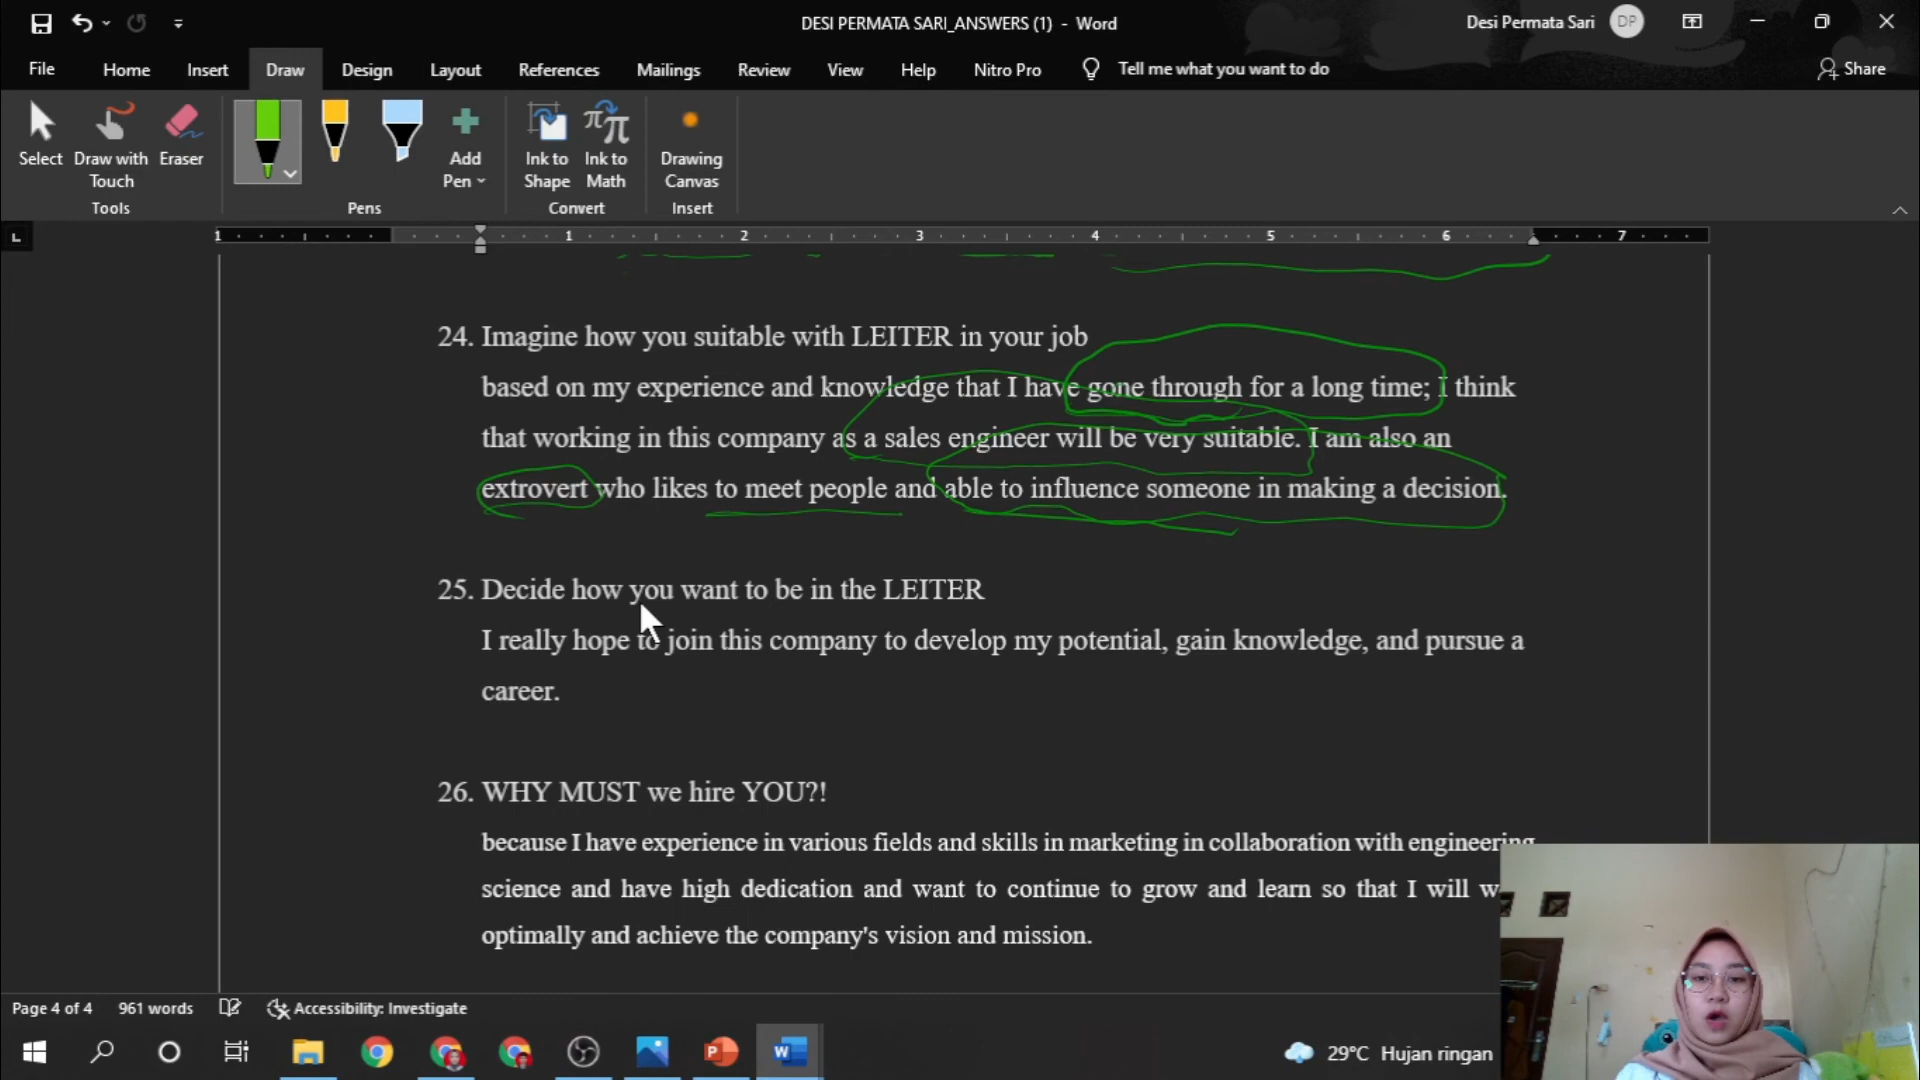 DESI PERMATA SARI_ANSWERS (1) - Word
Desi Permata Sari
DP
File
Home
Insert
Draw
Design
Layout
References
Mailings
Review
View
Help
Nitro Pro
Tell me what you want to do
Share
Select
Draw with Touch
Eraser
Add Pen
Ink to Shape
Ink to Math
Drawing Canvas
Tools
Pens
Convert
Insert
1 1 2 3 4 5 6 7
24. Imagine how you suitable with LEITER in your job
based on my experience and knowledge that I have gone through for a long time; I think
that working in this company as a sales engineer will be very suitable. I am also an
extrovert who likes to meet people and able to influence someone in making a decision.
25. Decide how you want to be in the LEITER
I really hope to join this company to develop my potential, gain knowledge, and pursue a
career.
26. WHY MUST we hire YOU?!
because I have experience in various fields and skills in marketing in collaboration with engineering
science and have high dedication and want to continue to grow and learn so that I will
optimally and achieve the company's vision and mission.
Page 4 of 4
961 words
Accessibility: Investigate
29°C Hujan ringan